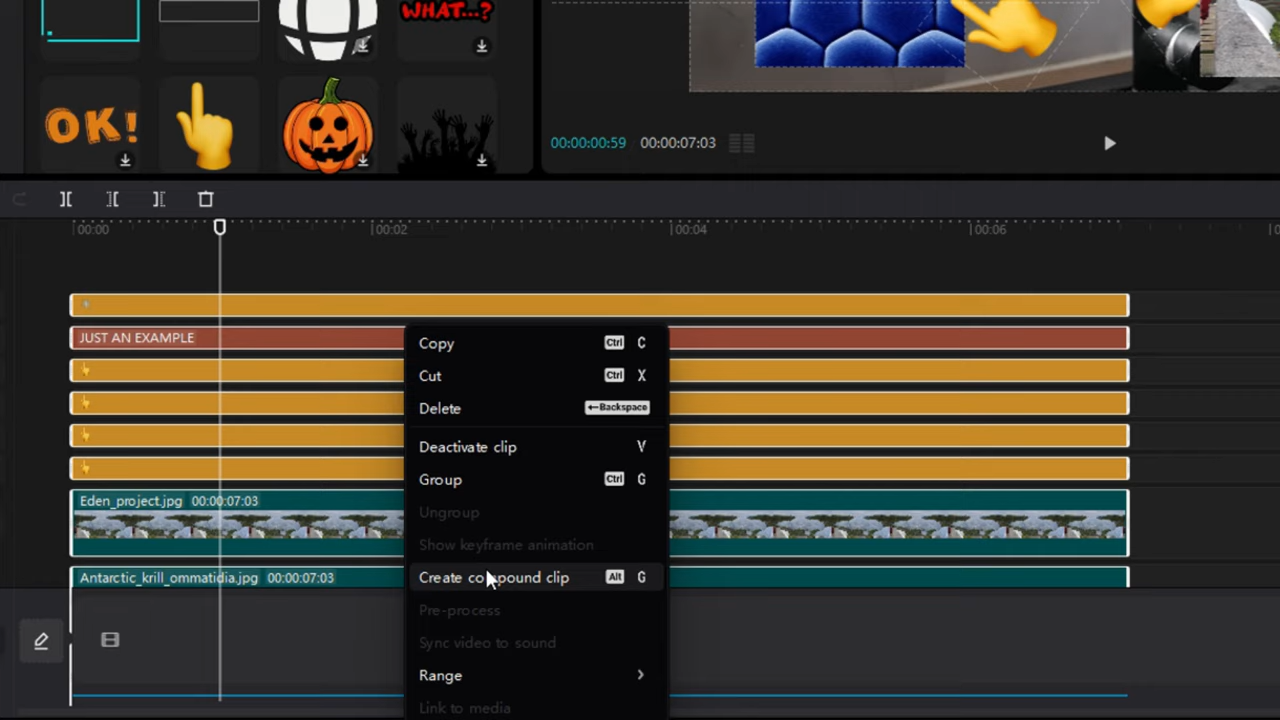 WHAT...?
OK!
00:00:00:59 00:00:07:03
00:00 00:02 00:04 00:06
JUST AN EXAMPLE
Copy Ctrl C
Cut Ctrl X
Delete ←Backspace
Deactivate clip V
Group Ctrl G
Eden_project.jpg 00:00:07:03
Ungroup
Show keyframe animation
Antarctic_krill_ommatidia.jpg 00:00:07:03
Create compound clip Alt G
Pre-process
Sync video to sound
Range
Link to media